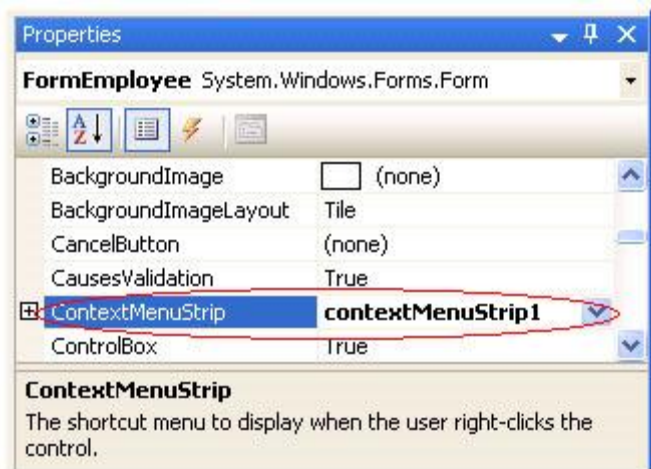 Properties
FormEmployee System.Windows.Forms.Form
A
Z
BackgroundImage (none)
BackgroundImageLayout Tile
CancelButton (none)
CausesValidation True
ContextMenuStrip contextMenuStrip1
ControlBox True
ContextMenuStrip
The shortcut menu to display when the user right-clicks the
control.